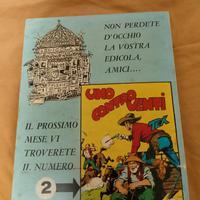 NON PERDETE
D'OCCHIO
LA VOSTRA
EDICOLA,
AMICI....
UNO
CONTRO
VENTI
IL PROSSIMO
MESE VI
TROVERETE
IL NUMERO...
2